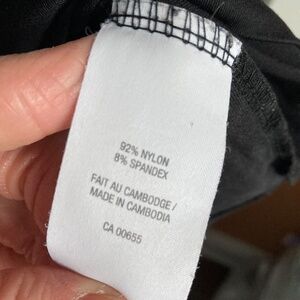 92% NYLON
8% SPANDEX
FAIT AU CAMBODGE /
MADE IN CAMBODIA
CA 00655